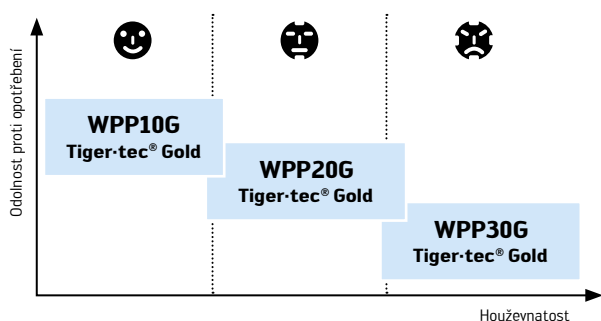 Odolnost proti opotřebení
WPP10G
Tiger·tec® Gold
WPP20G
Tiger·tec® Gold
WPP30G
Tiger·tec® Gold
Houževnatost